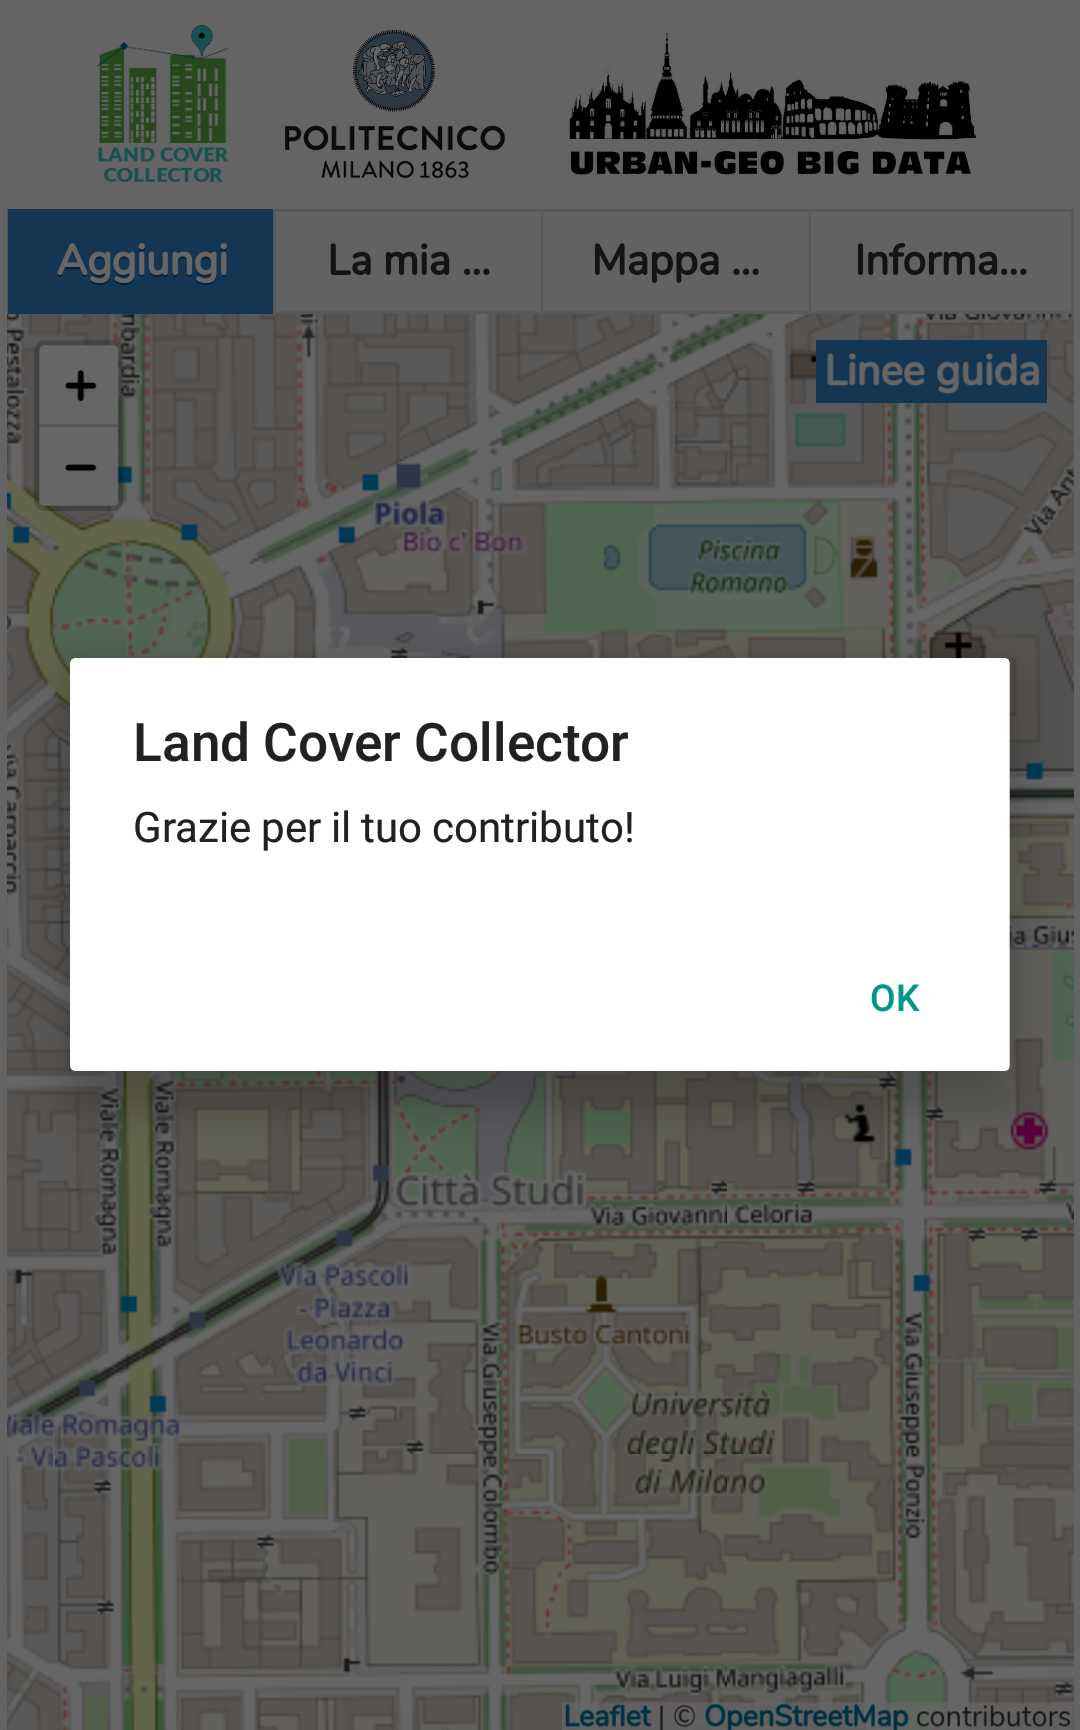 LAND COVER
COLLECTOR
POLITECNICO
MILANO 1863
URBAN-GEO BIG DATA
Aggiungi
La mia ...
Mappa ...
Informa...
+
−
Linee guida
Piola
Bio c' Bon
Piscina
Romano
Land Cover Collector
Grazie per il tuo contributo!
OK
Viale Romagna
Viale Romagna
Città Studi
Via Giovanni Celoria
Via Pascoli
- Piazza
Leonardo
da Vinci
Busto Cantoni
Via Giuseppe Colombo
Via Giuseppe Ponzio
Università
degli Studi
di Milano
Viale Romagna
- Via Pascoli
Via Luigi Mangiagalli
Leaflet | © OpenStreetMap contributors